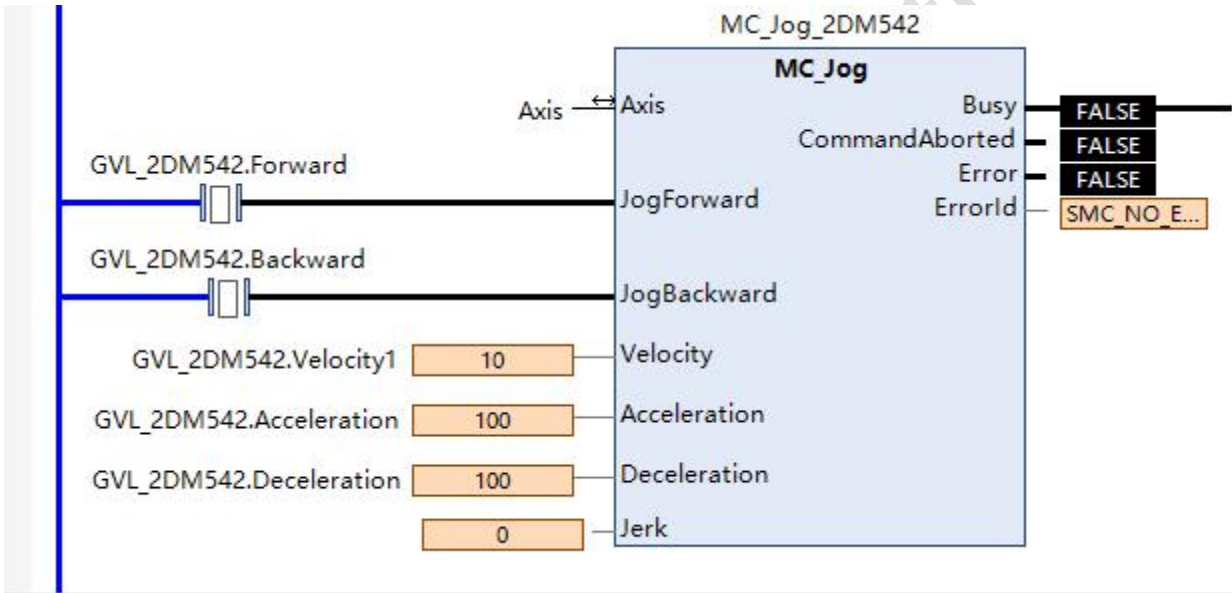 MC_Jog_2DM542
MC_Jog
Axis Axis Busy FALSE
CommandAborted FALSE
GVL_2DM542.Forward
Error FALSE
JogForward ErrorId SMC_NO_E...
GVL_2DM542.Backward
JogBackward
GVL_2DM542.Velocity1 10 Velocity
GVL_2DM542.Acceleration 100 Acceleration
GVL_2DM542.Deceleration 100 Deceleration
0 Jerk